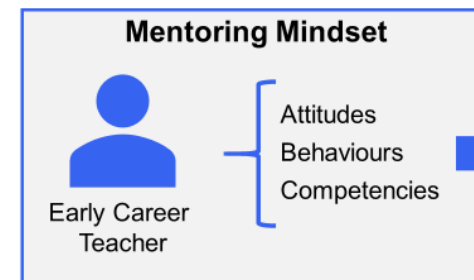 Mentoring Mindset
Attitudes
Behaviours
Competencies
Early Career
Teacher